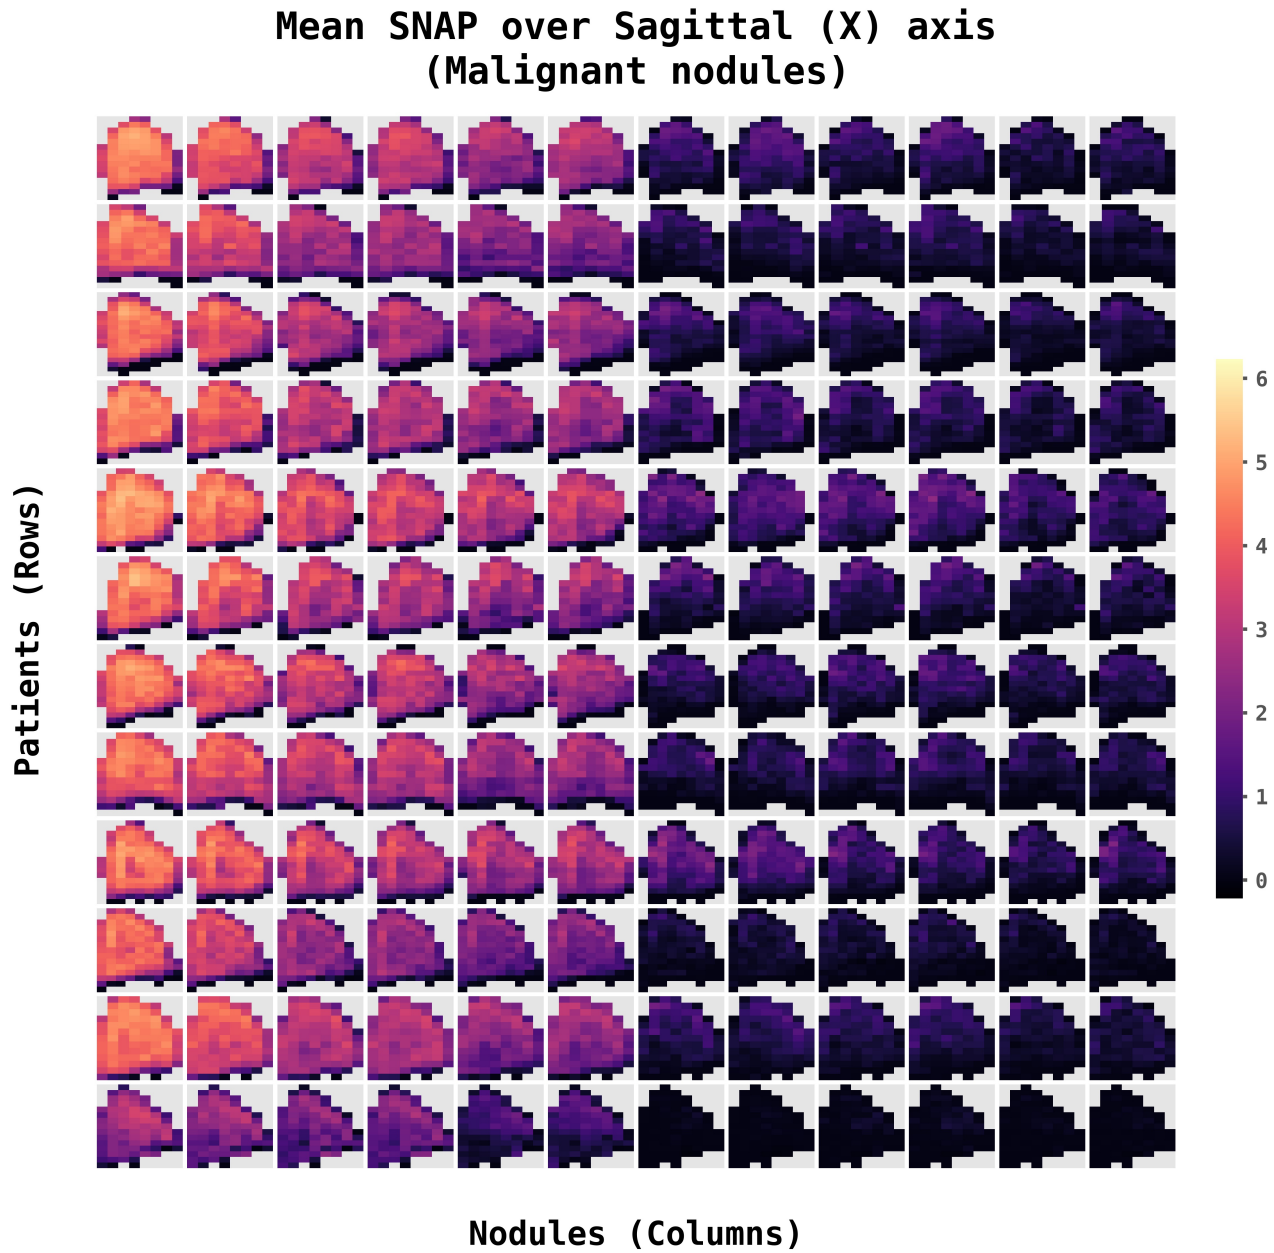 Mean SNAP over Sagittal (X) axis
(Malignant nodules)
Patients (Rows)
6
5
4
3
2
1
0
Nodules (Columns)